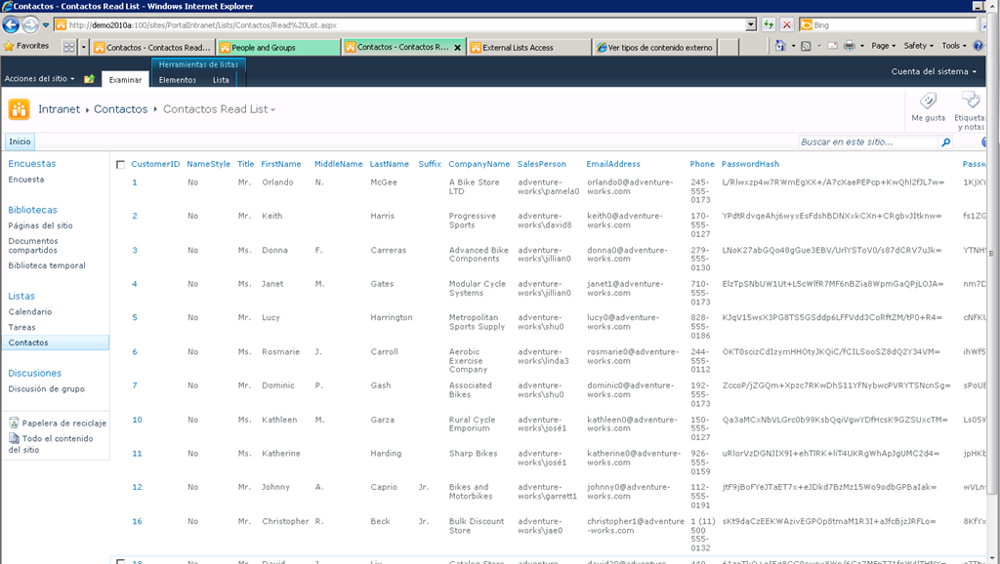 Contactos - Contactos Read List - Windows Internet Explorer
http://demo2010a:100/sites/PortalIntranet/Lists/Contactos/Read%20List.aspx
Bing
Favorites
Contactos - Contactos Read...
People and Groups
Contactos - Contactos R...
External Lists Access
Ver tipos de contenido externo
Page
Safety
Tools
Herramientas de listas
Acciones del sitio
Examinar
Elementos
Lista
Cuenta del sistema
Intranet
Contactos
Contactos Read List
Me gusta
Etiquetas
y notas
Inicio
Buscar en este sitio...
Encuestas
Encuesta
Bibliotecas
Páginas del sitio
Documentos
compartidos
Biblioteca temporal
Listas
Calendario
Tareas
Contactos
Discusiones
Discusión de grupo
Papelera de reciclaje
Todo el contenido
del sitio
CustomerID NameStyle Title FirstName MiddleName LastName Suffix CompanyName SalesPerson EmailAddress Phone PasswordHash Passw
1 No Mr. Orlando N. McGee A Bike Store adventure- orlando0@adventure- 245- L/Rlwxzp4w7RWmEgXX+/A7cXaePEPcp+KwQhl2fJL7w= 1KjXY
LTD works\pamela0 works.com 555-
0173
2 No Mr. Keith Harris Progressive adventure- keith0@adventure- 170- YPdtRdvqeAhj6wyxEsFdshBDNXxkCXn+CRgbvJItknw= fs1ZG
Sports works\david8 works.com 555-
0127
3 No Ms. Donna F. Carreras Advanced Bike adventure- donna0@adventure- 279- LNoK27abGQo48gGue3EBV/UrlYSToV0/s87dCRV7uJk= YTNH
Components works\jillian0 works.com 555-
0130
4 No Ms. Janet M. Gates Modular Cycle adventure- janet1@adventure- 710- ElzTpSNbUW1Ut+L5cWlfR7MF6nBZia8WpmGaQPjLOJA= nm7D
Systems works\jillian0 works.com 555-
0173
5 No Mr. Lucy Harrington Metropolitan adventure- lucy0@adventure- 828- KJqV15wsX3PG8TS5GSddp6LFFVdd3CoRftZM/tP0+R4= cNFKU
Sports Supply works\shu0 works.com 555-
0186
6 No Ms. Rosmarie J. Carroll Aerobic adventure- rosmarie0@adventure- 244- OKT0scizCdIzymHHOtyJKQiC/fCILSooSZ8dQ2Y34VM= ihWf5
Exercise works\linda3 works.com 555-
Company 0112
7 No Mr. Dominic P. Gash Associated adventure- dominic0@adventure- 192- ZccoP/jZGQm+Xpzc7RKwDhS11YFNybwcPVRYTSNcnSg= sPoUB
Bikes works\shu0 works.com 555-
0173
10 No Ms. Kathleen M. Garza Rural Cycle adventure- kathleen0@adventure- 150- Qa3aMCxNbVLGrc0b99KsbQqiVgwYDfHcsK9GZSUxcTM= Ls05W
Emporium works\josé1 works.com 555-
0127
11 No Ms. Katherine Harding Sharp Bikes adventure- katherine0@adventure- 926- uRlorVzDGNJIX9I+ehTlRK+liT4UKRgWhApJgUMC2d4= jpHKb
works\josé1 works.com 555-
0159
12 No Mr. Johnny A. Caprio Jr. Bikes and adventure- johnny0@adventure- 112- jtF9jBoFYeJTaET7x+eJDkd7BzMz15Wo9odbGPBaIak= wVLn
Motorbikes works\garrett1 works.com 555-
0191
16 No Mr. Christopher R. Beck Jr. Bulk Discount adventure- christopher1@adventure 1 (11) sKt9daCzEEKWAzivEGPOp8tmaM1R3I+aJfcBjzJRFLo= 8KfYx
Store works\jae0 -works.com 500
555-
0132
18 No Mr. David J. Liu Catalog Store adventure- david20@adventure- 440-